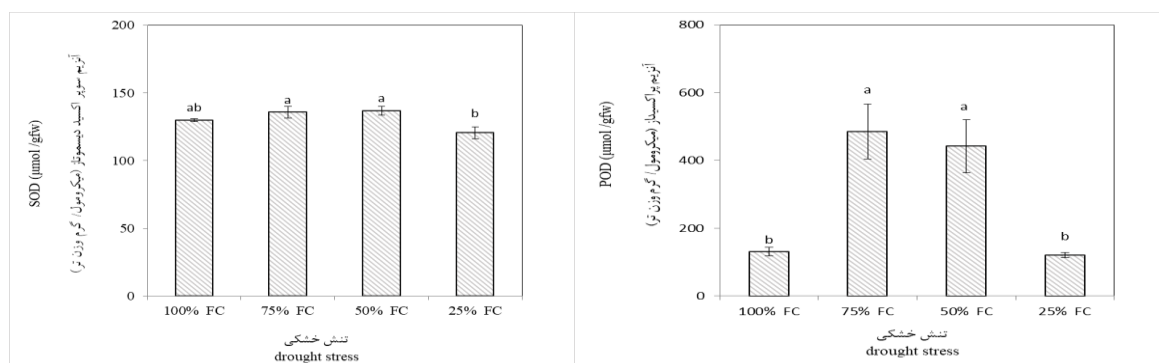 SOD (μmol /gfw)
آنزیم سوپر اکسید دیسموتاز (میکرومول/ گرم وزن تر)
200
150
100
50
0
ab
a
a
b
100% FC
75% FC
50% FC
25% FC
تنش خشکی
drought stress
POD (μmol /gfw)
آنزیم پراکسیداز (میکرومول/ گرم وزن تر)
800
600
400
200
0
b
a
a
b
100% FC
75% FC
50% FC
25% FC
تنش خشکی
drought stress